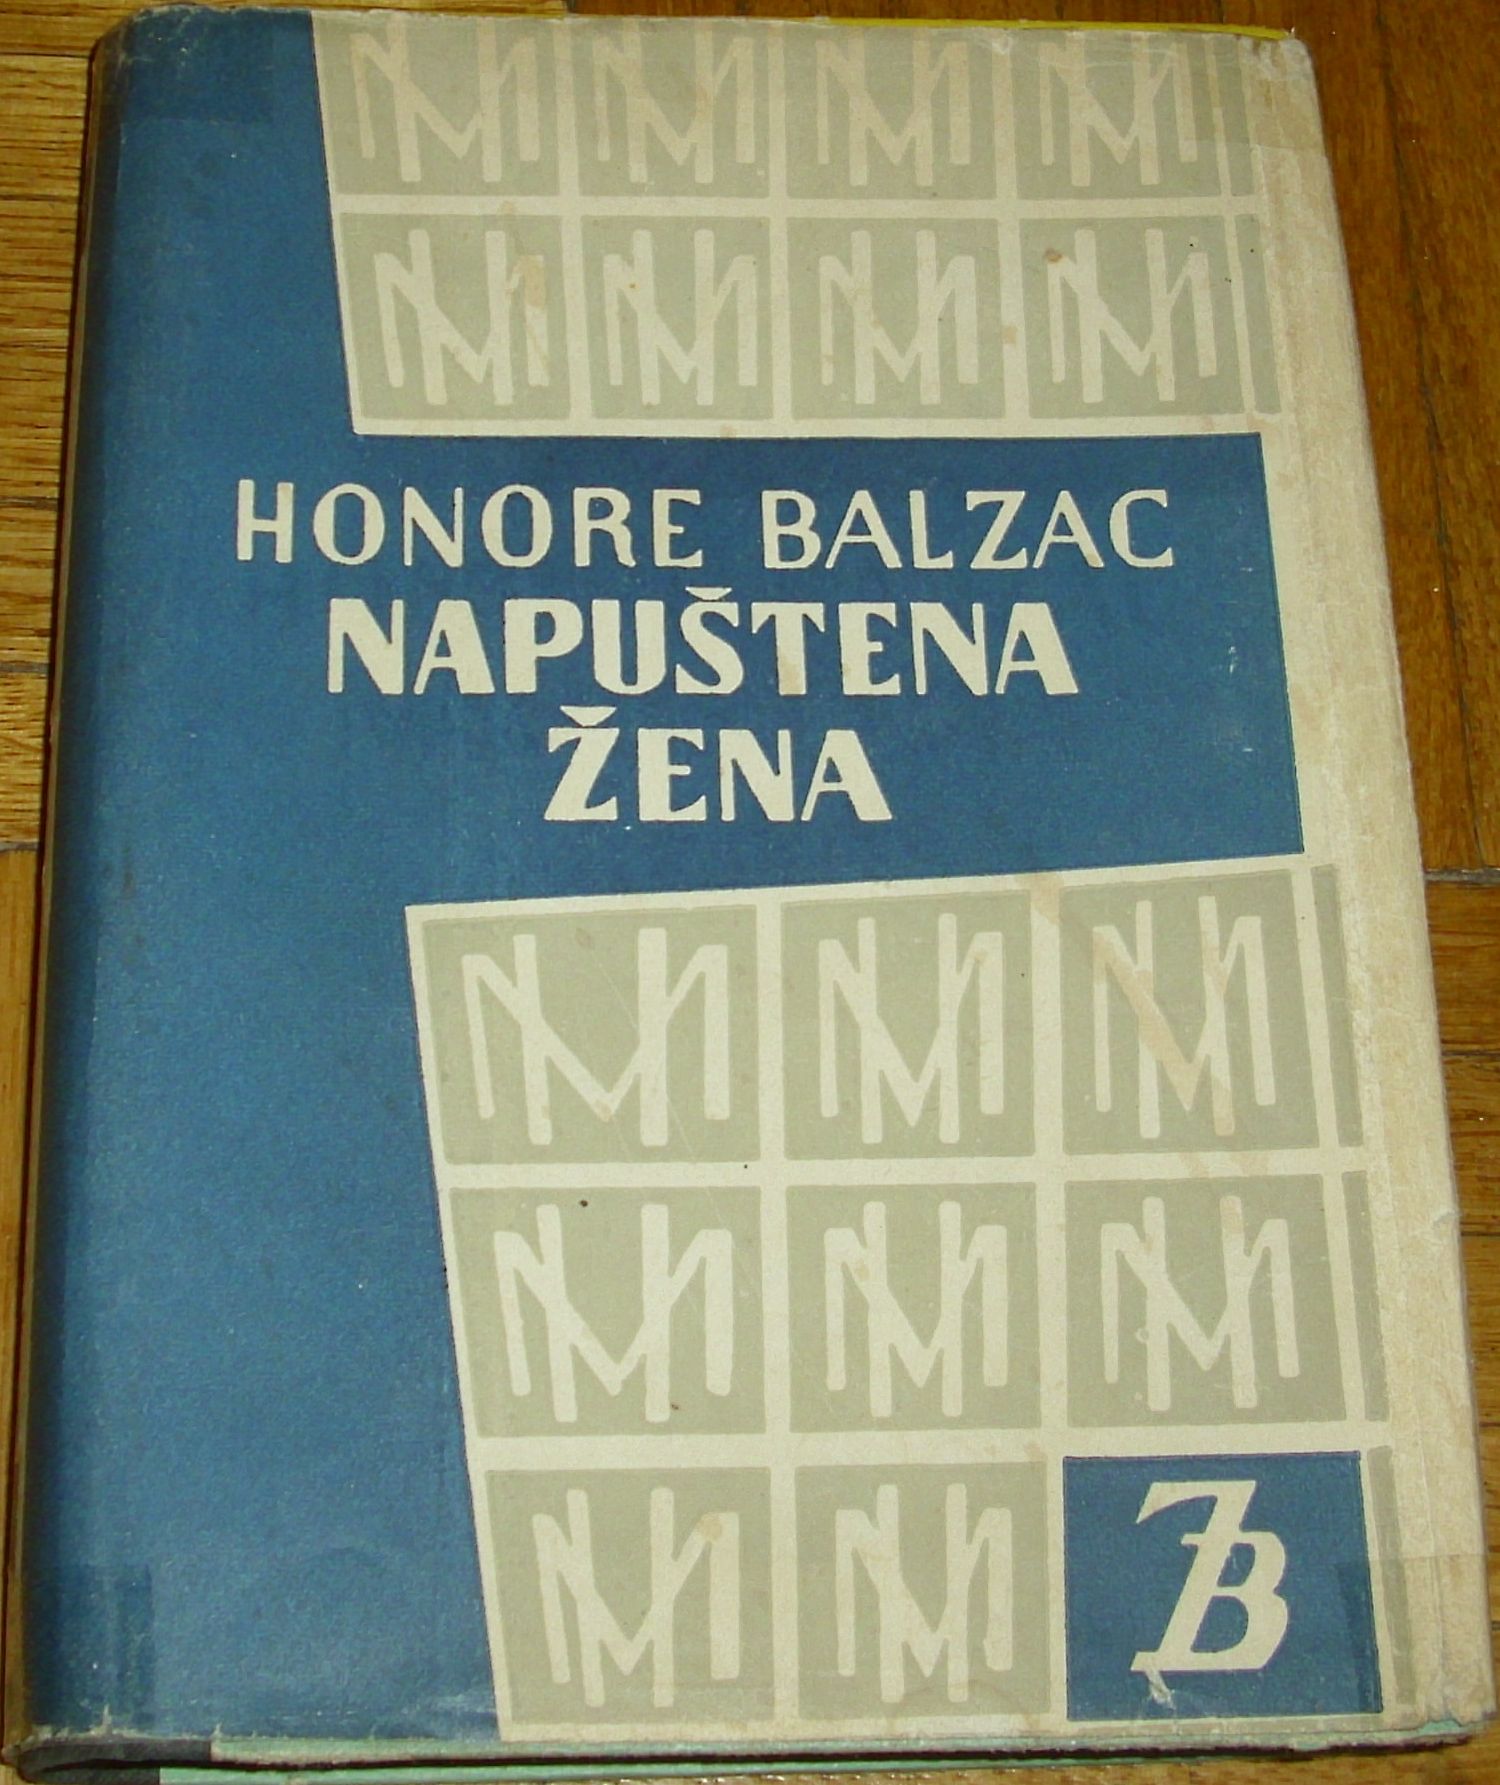 HONORE BALZAC
NAPUŠTENA
ŽENA
ZB